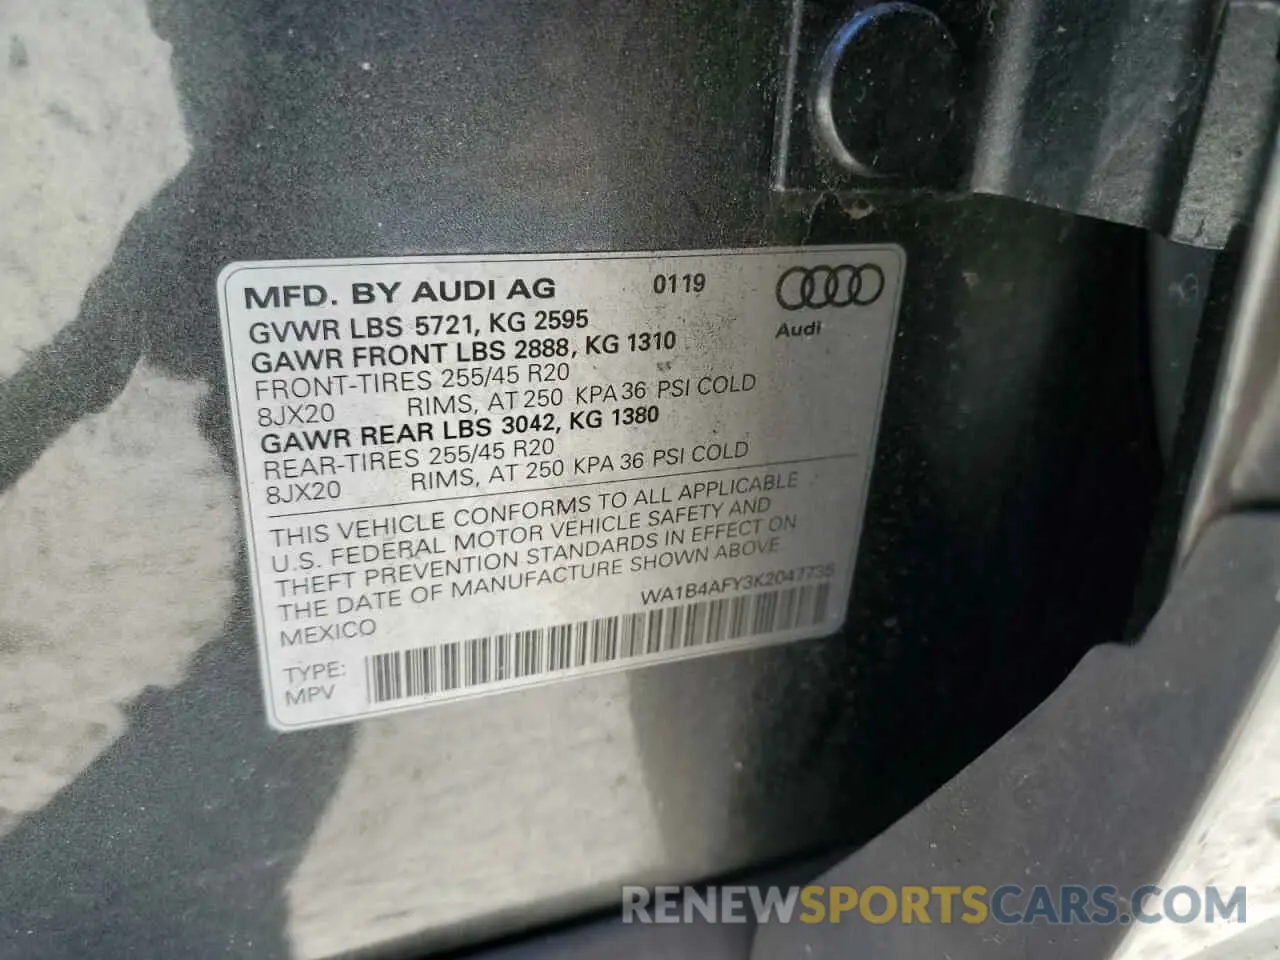 MFD. BY AUDI AG 0119
Audi
GVWR LBS 5721, KG 2595
GAWR FRONT LBS 2888, KG 1310
FRONT-TIRES 255/45 R20
8JX20 RIMS, AT 250 KPA 36 PSI COLD
GAWR REAR LBS 3042, KG 1380
REAR-TIRES 255/45 R20
8JX20 RIMS, AT 250 KPA 36 PSI COLD
THIS VEHICLE CONFORMS TO ALL APPLICABLE
U.S. FEDERAL MOTOR VEHICLE SAFETY AND
THEFT PREVENTION STANDARDS IN EFFECT ON
THE DATE OF MANUFACTURE SHOWN ABOVE
WA1B4AFY3K2047735
MEXICO
TYPE:
MPV
RENEWSPORTSCARS.COM